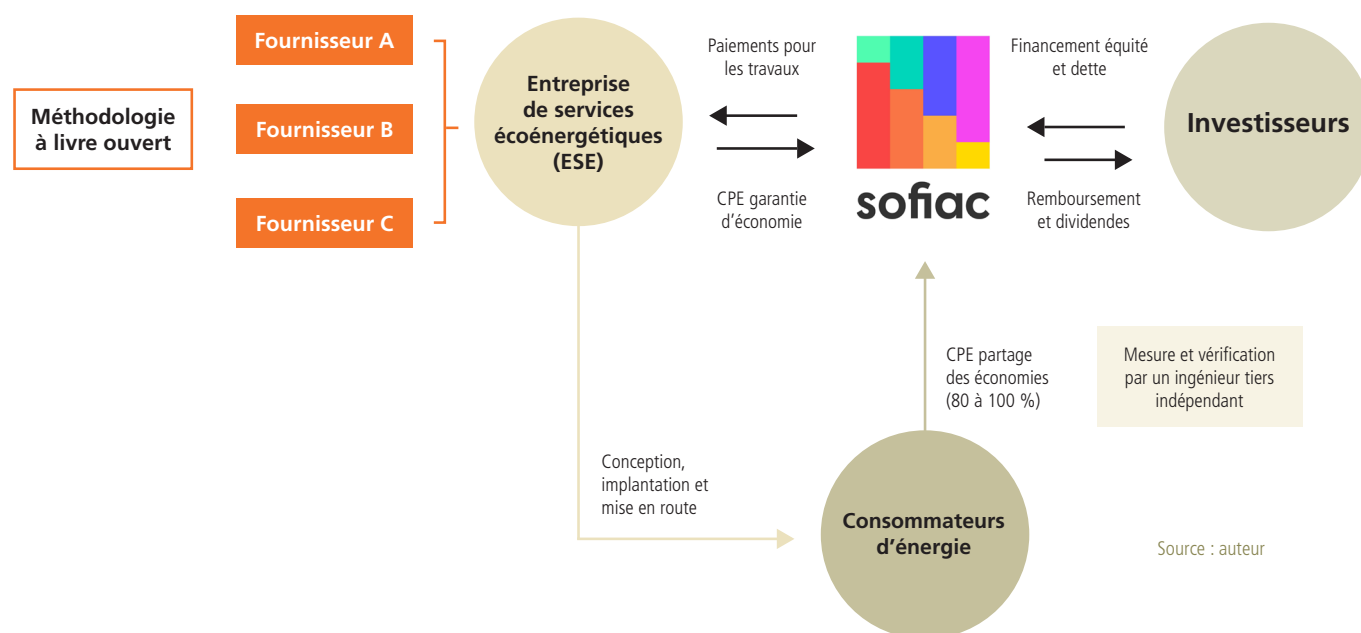 Méthodologie
à livre ouvert
Fournisseur A
Fournisseur B
Fournisseur C
Entreprise
de services
écoénergétiques
(ESE)
Paiements pour
les travaux
CPE garantie
d’économie
sofiac
Financement équité
et dette
Remboursement
et dividendes
Investisseurs
CPE partage
des économies
(80 à 100 %)
Mesure et vérification
par un ingénieur tiers
indépendant
Conception,
implantation et
mise en route
Consommateurs
d’énergie
Source : auteur